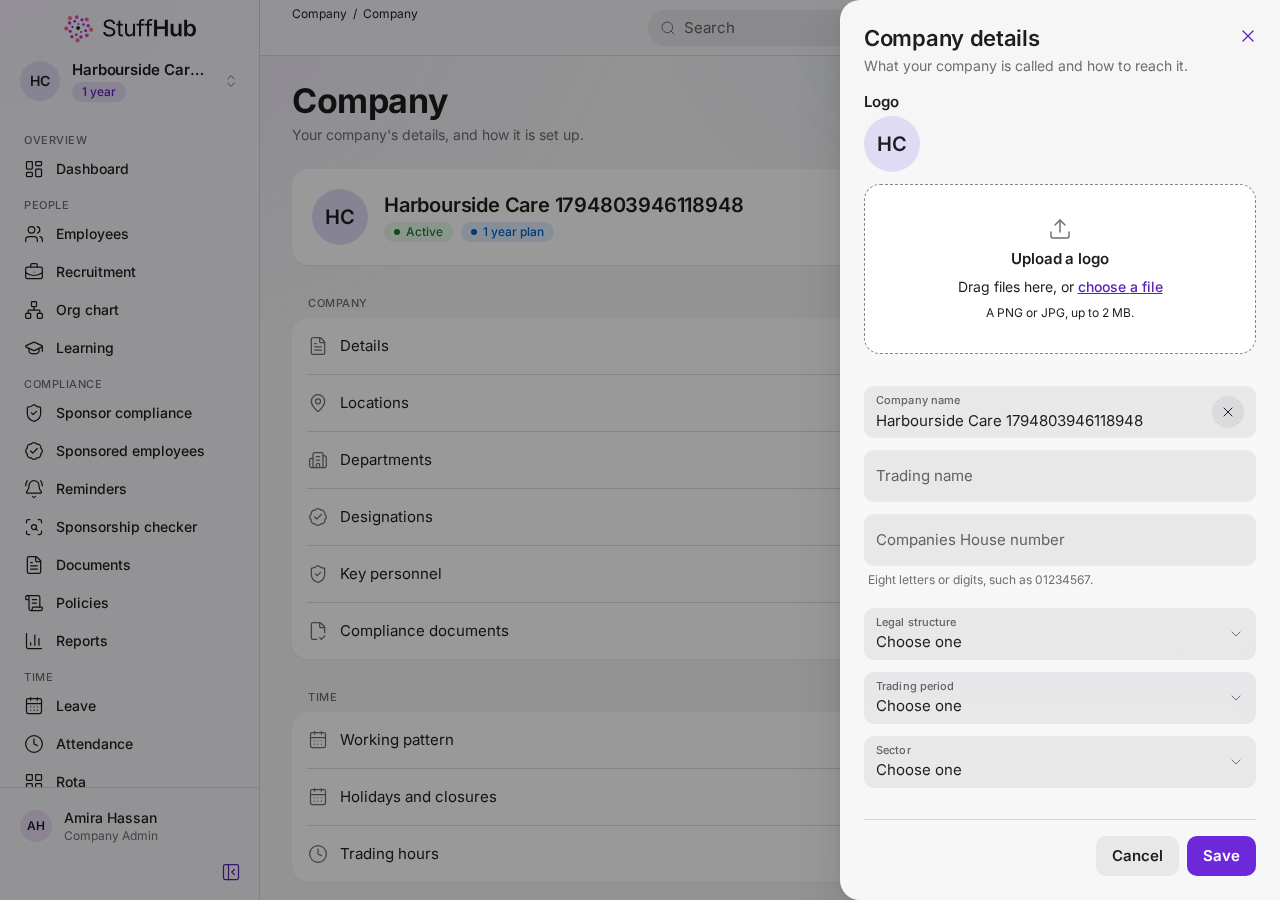 StuffHub
HC
Harbourside Car...
1 year
OVERVIEW
Dashboard
PEOPLE
Employees
Recruitment
Org chart
Learning
COMPLIANCE
Sponsor compliance
Sponsored employees
Reminders
Sponsorship checker
Documents
Policies
Reports
TIME
Leave
Attendance
Rota
AH
Amira Hassan
Company Admin
Company / Company
Search
Company
Your company's details, and how it is set up.
HC
Harbourside Care 1794803946118948
Active
1 year plan
COMPANY
Details
Locations
Departments
Designations
Key personnel
Compliance documents
TIME
Working pattern
Holidays and closures
Trading hours
Company details
What your company is called and how to reach it.
Logo
HC
Upload a logo
Drag files here, or choose a file
A PNG or JPG, up to 2 MB.
Company name
Harbourside Care 1794803946118948
Trading name
Companies House number
Eight letters or digits, such as 01234567.
Legal structure
Choose one
Trading period
Choose one
Sector
Choose one
Cancel
Save